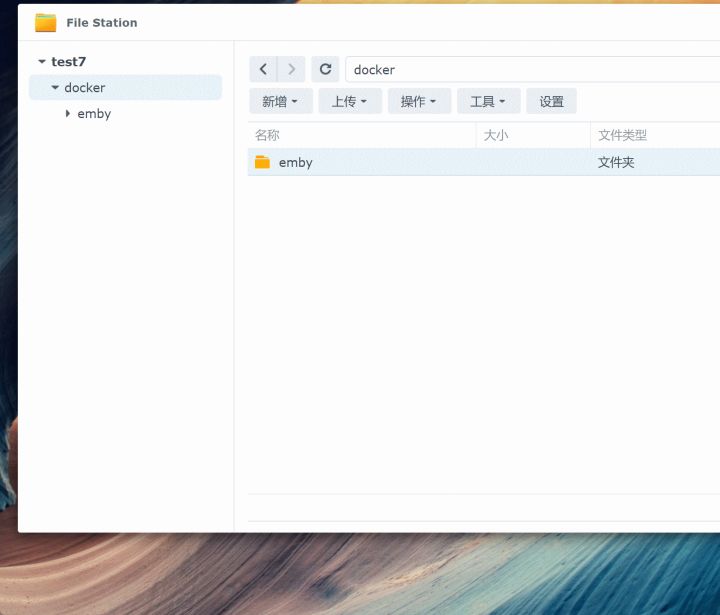 File Station
test7
docker
emby
docker
新增 上传 操作 工具 设置
名称 大小 文件类型
emby 文件夹